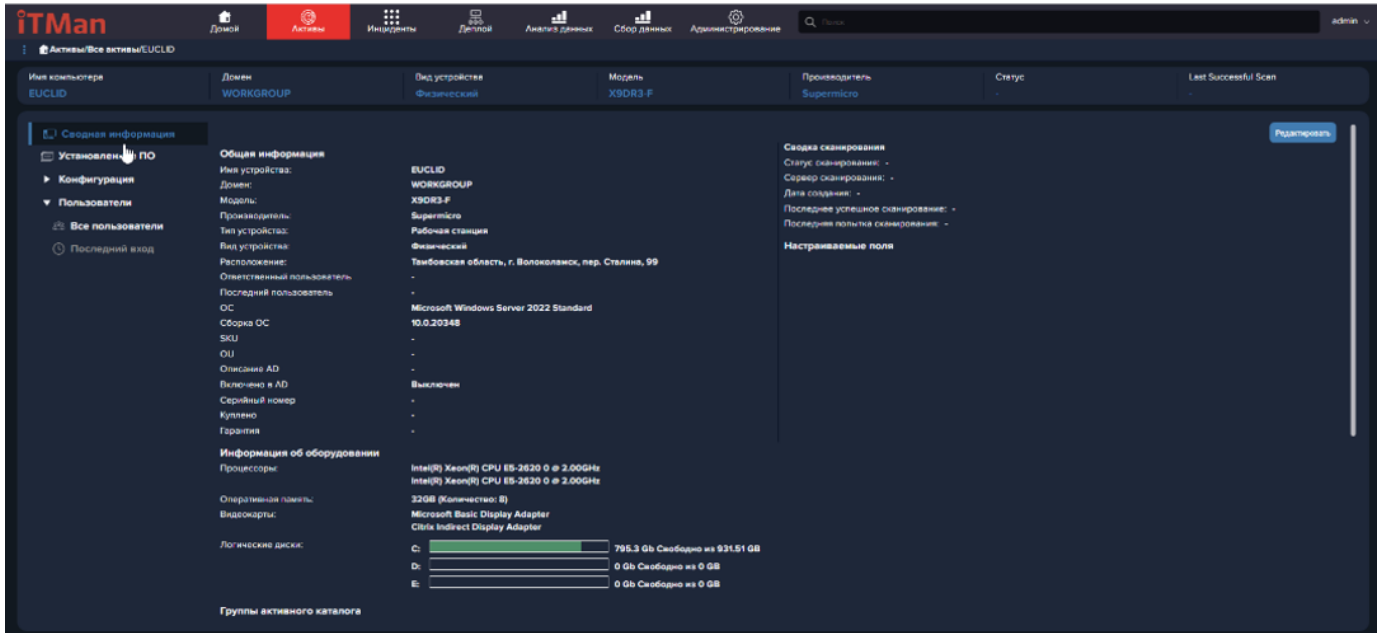 iTMan
Домой Активы Инциденты Деплой Анализ данных Сбор данных Администрирование Поиск admin
Активы/Все активы/EUCLID
Имя компьютера Домен Вид устройства Модель Производитель Статус Last Successful Scan
EUCLID WORKGROUP Физический X9DR3-F Supermicro - -
Сводная информация
Установленн ПО
Конфигурация
Пользователи
Все пользователи
Последний вход
Редактировать
Общая информация
Имя устройства: EUCLID
Домен: WORKGROUP
Модель: X9DR3-F
Производитель: Supermicro
Тип устройства: Рабочая станция
Вид устройства: Физический
Расположение: Тамбовская область, г. Волоколамск, пер. Сталина, 99
Ответственный пользователь -
Последний пользователь -
ОС Microsoft Windows Server 2022 Standard
Сборка ОС 10.0.20348
SKU -
OU -
Описание AD -
Включено в AD Выключен
Серийный номер -
Куплено -
Гарантия -
Сводка сканирования
Статус сканирования: -
Сервер сканирования: -
Дата создания: -
Последнее успешное сканирование: -
Последняя попытка сканирования: -
Настраиваемые поля
Информация об оборудовании
Процессоры: Intel(R) Xeon(R) CPU E5-2620 0 @ 2.00GHz
Intel(R) Xeon(R) CPU E5-2620 0 @ 2.00GHz
Оперативная память: 32GB (Количество: 8)
Видеокарты: Microsoft Basic Display Adapter
Citrix Indirect Display Adapter
Логические диски: C: 795.3 Gb Свободно из 931.51 GB
D: 0 Gb Свободно из 0 GB
E: 0 Gb Свободно из 0 GB
Группы активного каталога